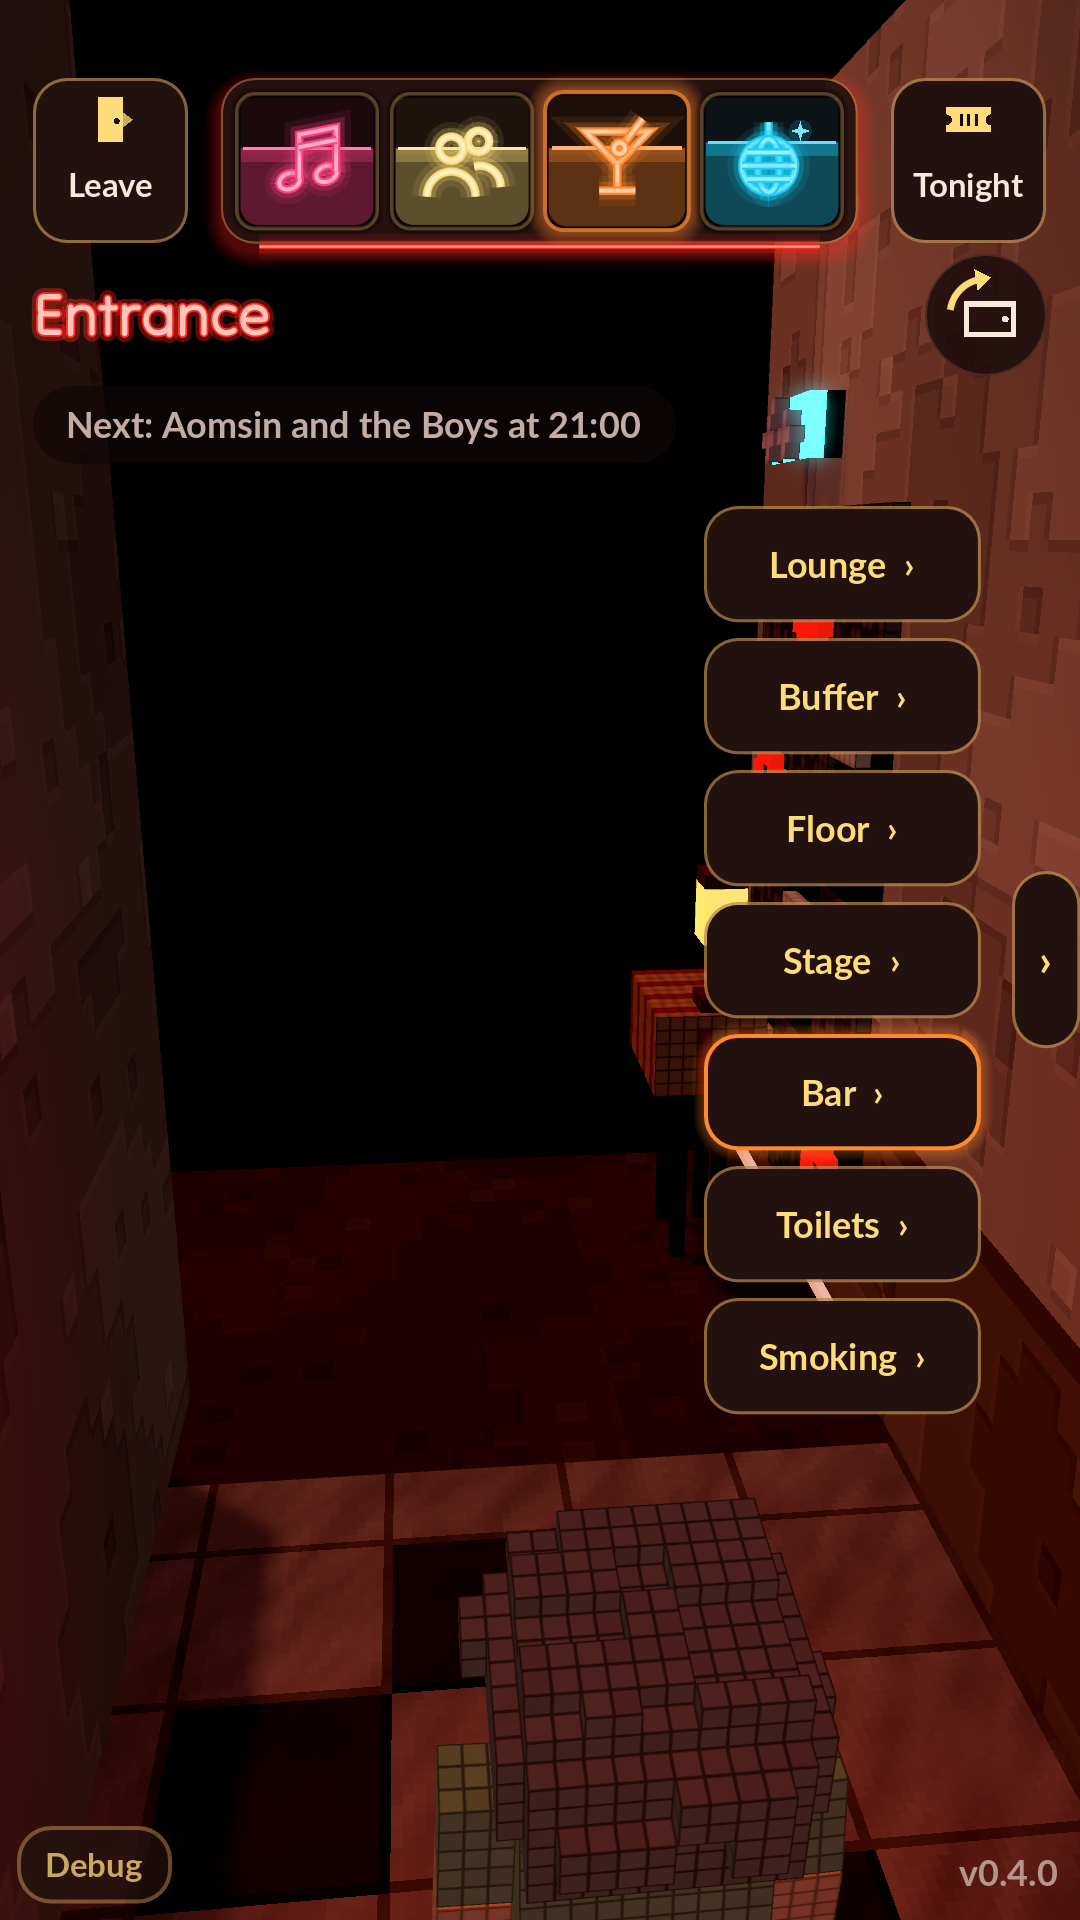 Leave
Tonight
Entrance
Next: Aomsin and the Boys at 21:00
Lounge ›
Buffer ›
Floor ›
Stage ›
›
Bar ›
Toilets ›
Smoking ›
Debug
v0.4.0